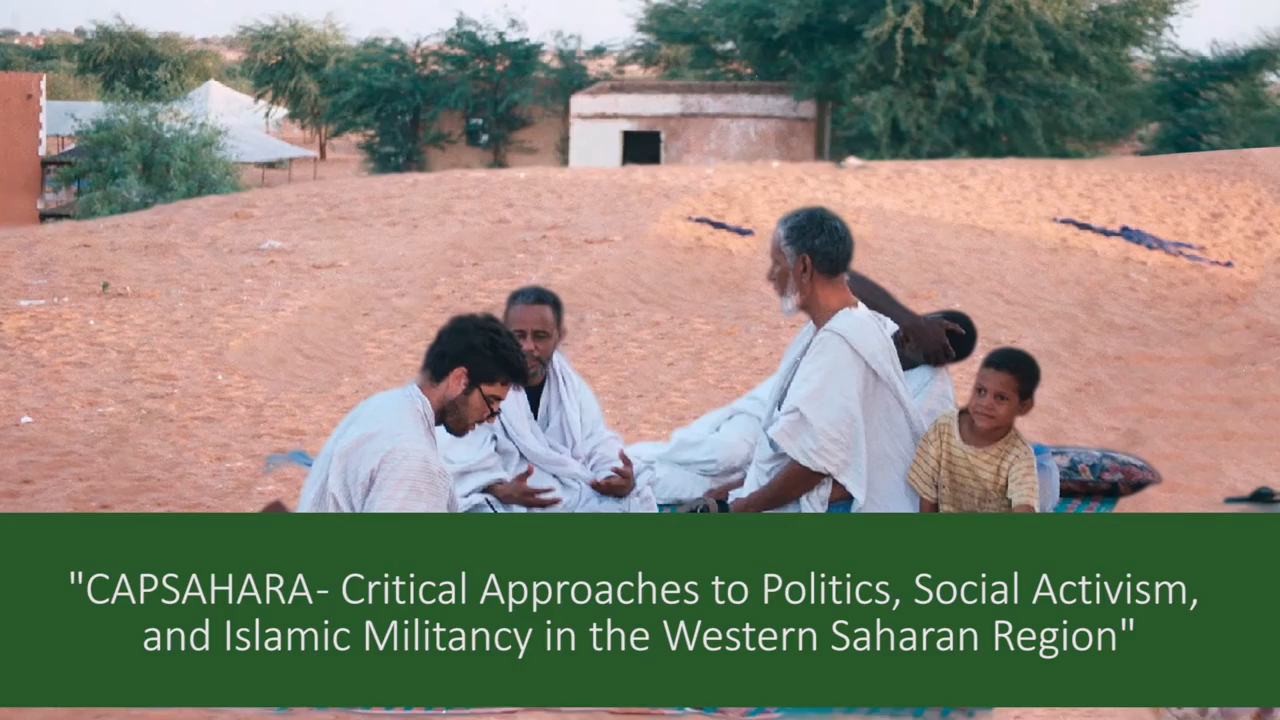 "CAPSAHARA- Critical Approaches to Politics, Social Activism,
and Islamic Militancy in the Western Saharan Region"